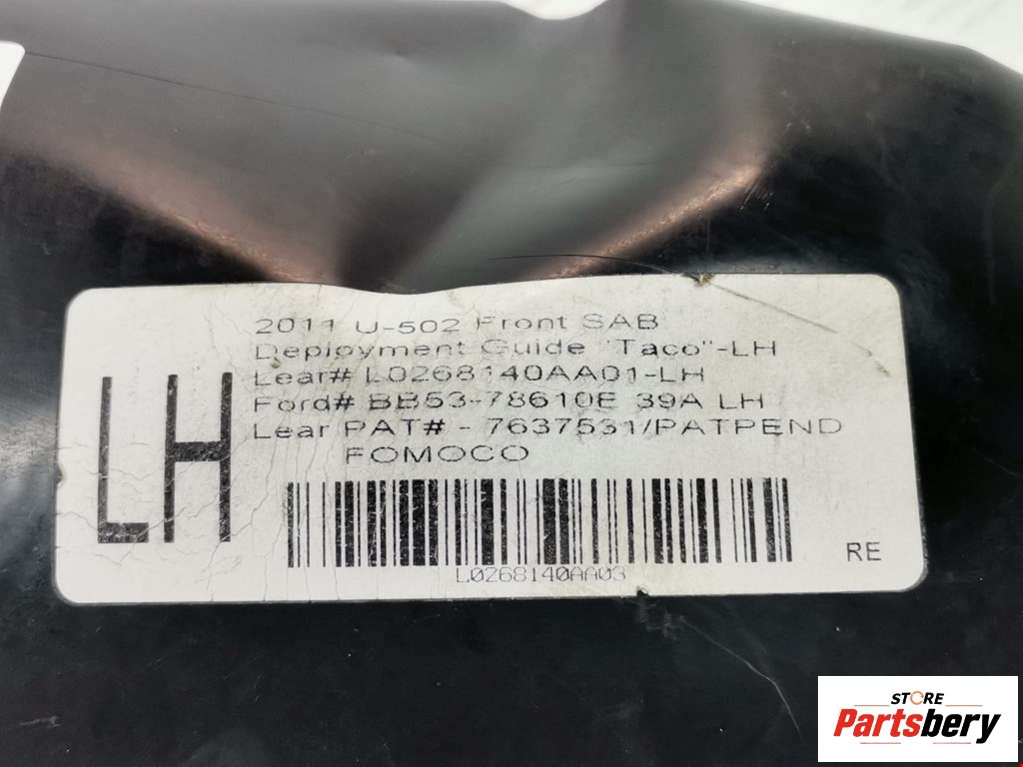 2011 U-502 Front SAB
Deployment Guide "Taco"-LH
Lear# L0268140AA01-LH
Ford# BB53-78610E 39A LH
Lear PAT# - 7637531/PATPEND
FOMOCO
LH
L0268140AA03
RE
STORE
Partsbery